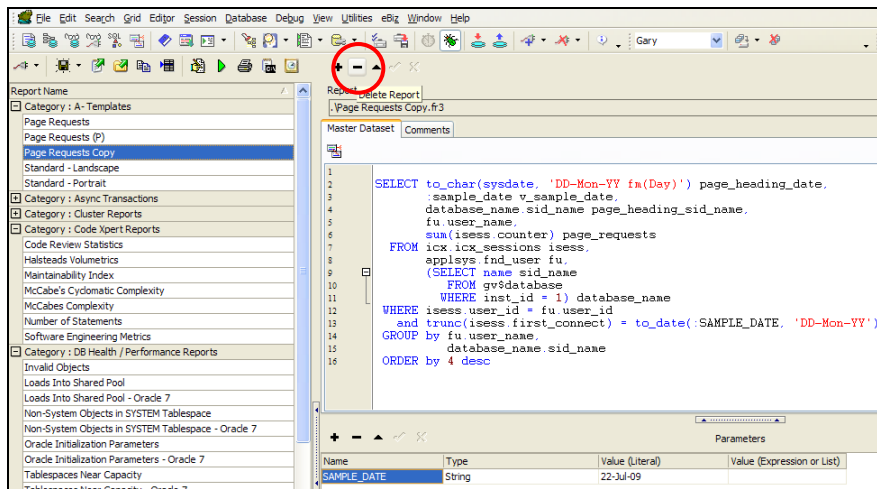 File Edit Search Grid Editor Session Database Debug View Utilities eBiz Window Help
Gary
Report Name
Report
Delete Report
.\Page Requests Copy.fr3
Category : A- Templates
Page Requests
Page Requests (P)
Page Requests Copy
Standard - Landscape
Standard - Portrait
Category : Async Transactions
Category : Cluster Reports
Category : Code Xpert Reports
Code Review Statistics
Halsteads Volumetrics
Maintainability Index
McCabe's Cyclomatic Complexity
McCabes Complexity
Number of Statements
Software Engineering Metrics
Category : DB Health / Performance Reports
Invalid Objects
Loads Into Shared Pool
Loads Into Shared Pool - Oracle 7
Non-System Objects in SYSTEM Tablespace
Non-System Objects in SYSTEM Tablespace - Oracle 7
Oracle Initialization Parameters
Oracle Initialization Parameters - Oracle 7
Tablespaces Near Capacity
Tablespaces Near Capacity - Oracle 7
Master Dataset Comments
1
2 SELECT to_char(sysdate, 'DD-Mon-YY fm(Day)') page_heading_date,
3 :sample_date v_sample_date,
4 database_name.sid_name page_heading_sid_name,
5 fu.user_name,
6 sum(isess.counter) page_requests
7 FROM icx.icx_sessions isess,
8 applsys.fnd_user fu,
9 (SELECT name sid_name
10 FROM gv$database
11 WHERE inst_id = 1) database_name
12 WHERE isess.user_id = fu.user_id
13 and trunc(isess.first_connect) = to_date(:SAMPLE_DATE, 'DD-Mon-YY')
14 GROUP by fu.user_name,
15 database_name.sid_name
16 ORDER by 4 desc
Parameters
Name Type Value (Literal) Value (Expression or List)
SAMPLE_DATE String 22-Jul-09